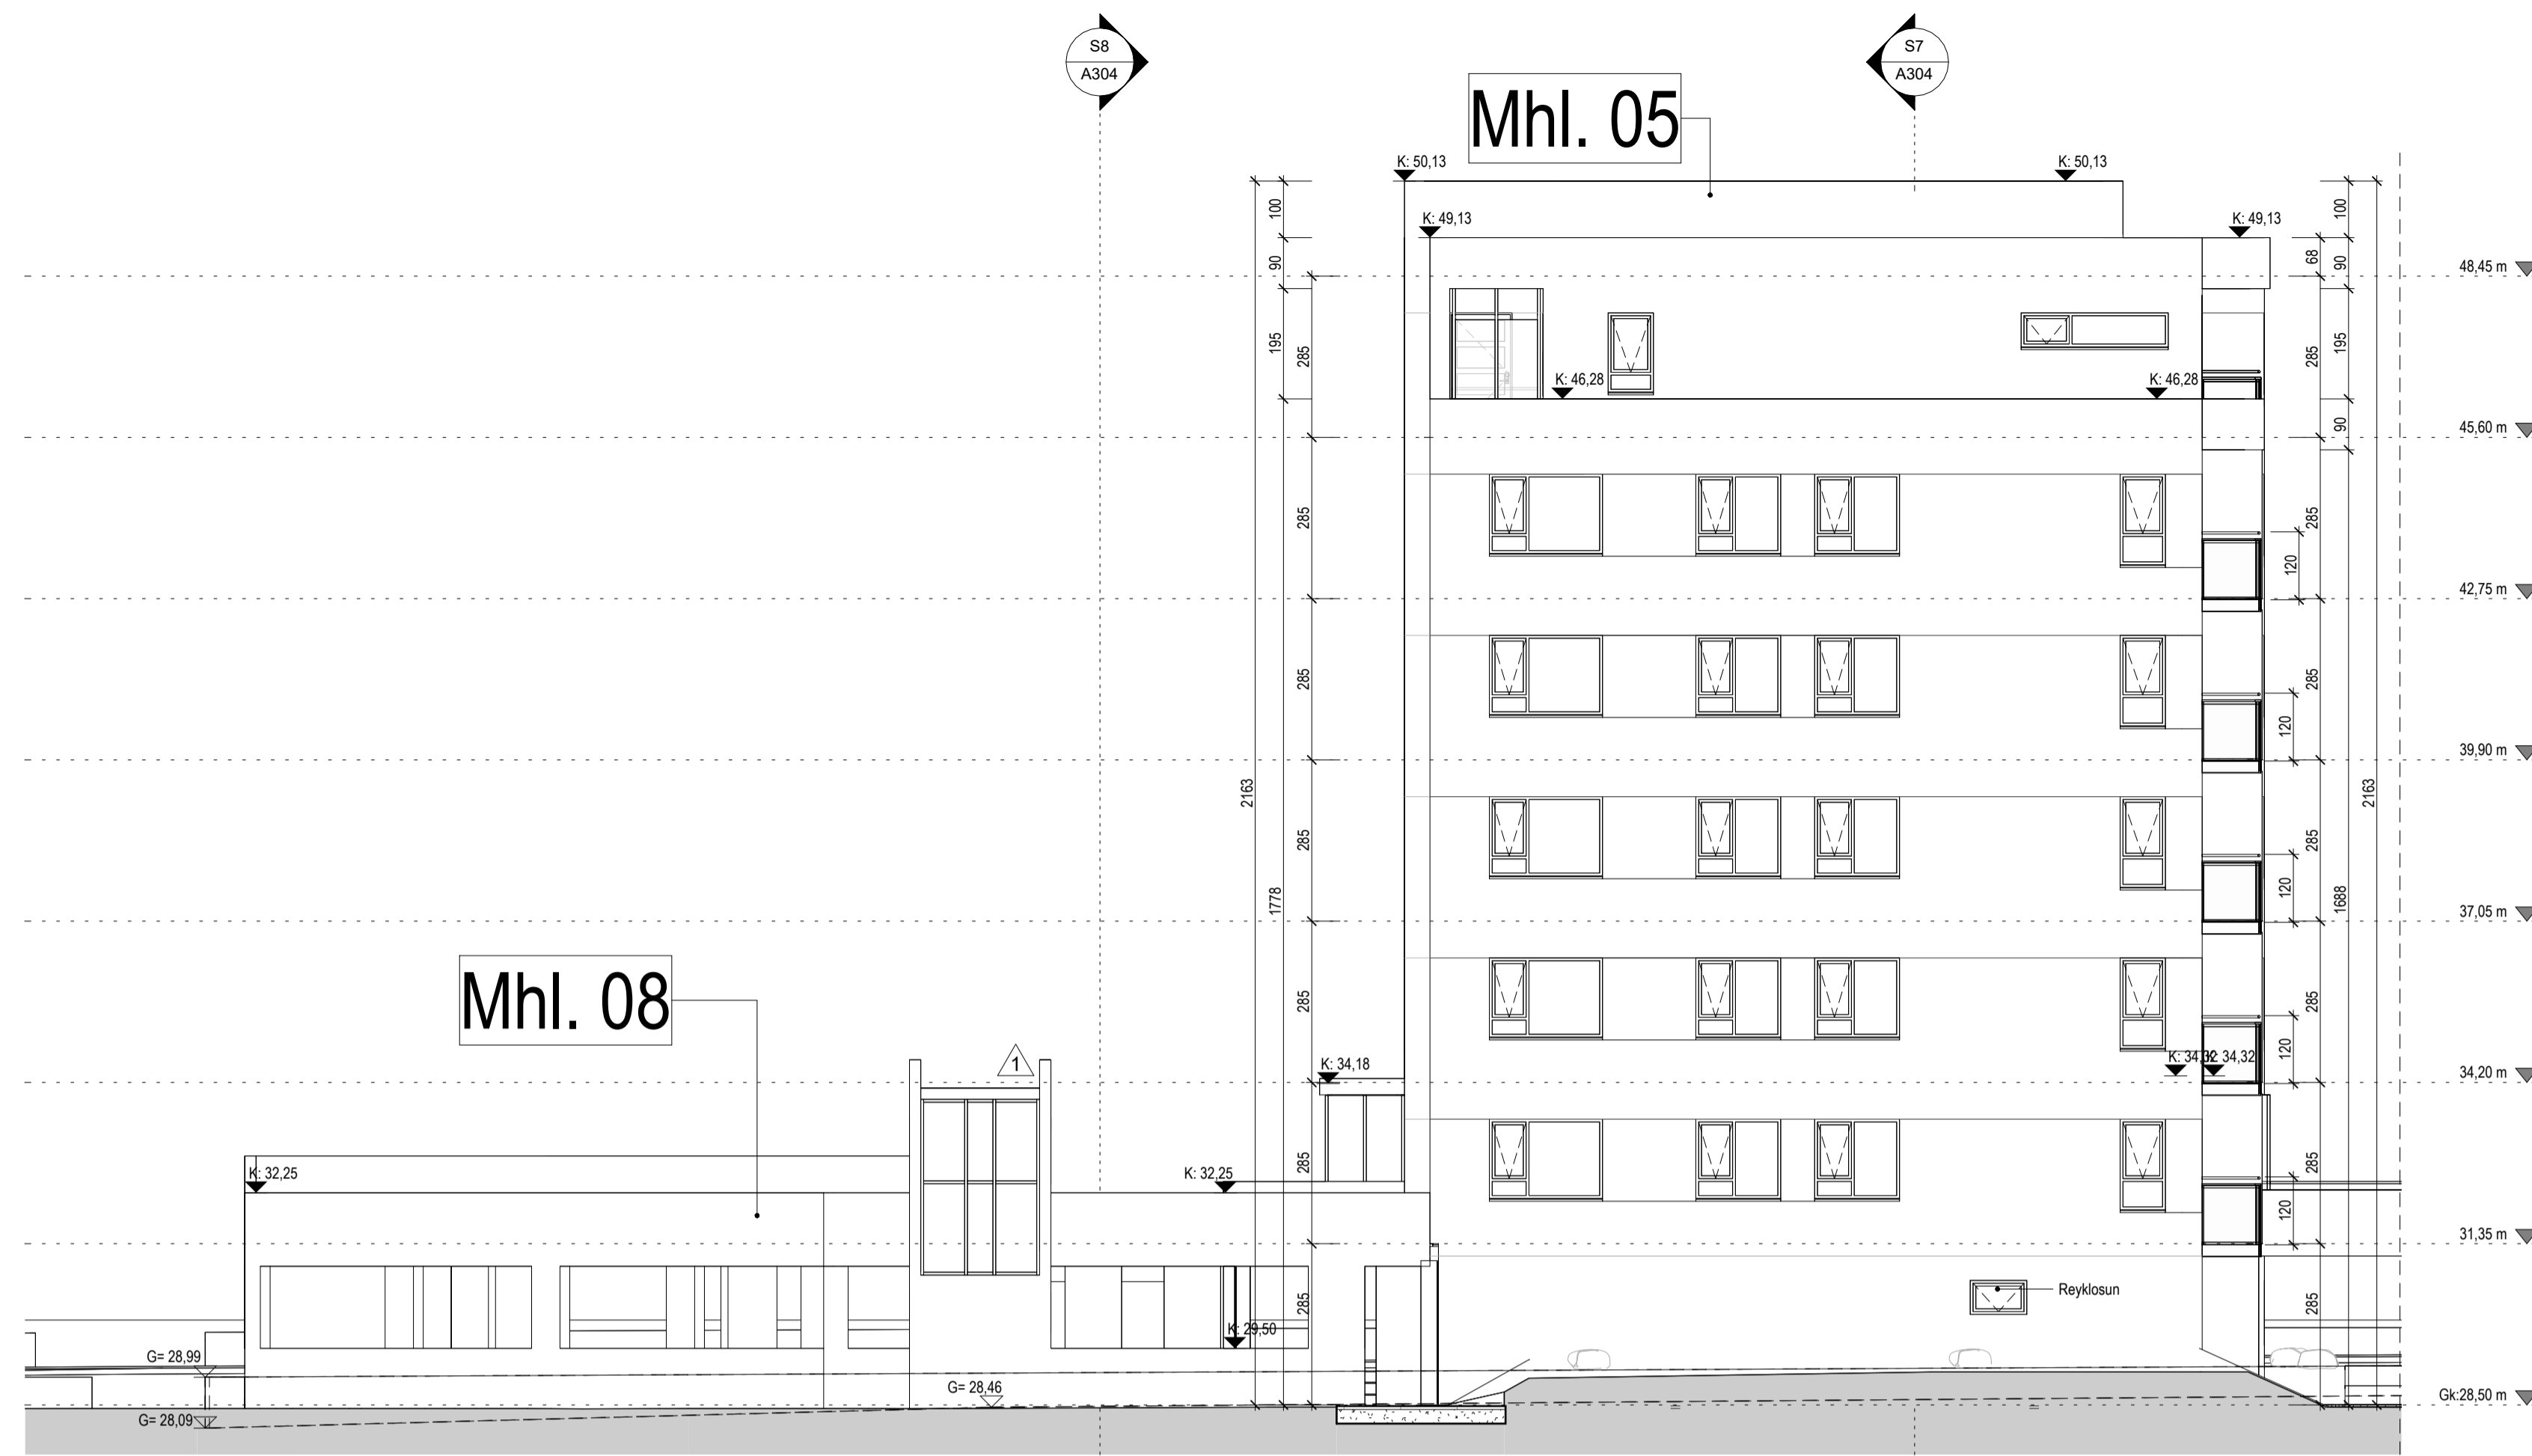 S8
A304
S7
A304
Mhl. 05
K: 50,13
K: 50,13
K: 49,13
K: 49,13
100
90
195
285
100
68
90
285
195
48,45 m
K: 46,28
K: 46,28
90
45,60 m
285
285
120
42,75 m
285
285
120
39,90 m
2163
2163
285
285
120
1778
1688
37,05 m
Mhl. 08
285
285
120
1
K: 34,18
K: 34,32
K: 34,32
34,20 m
K: 32,25
K: 32,25
285
285
120
31,35 m
Reyklosun
285
285
K: 29,50
G= 28,99
G= 28,46
G= 28,09
Gk:28,50 m